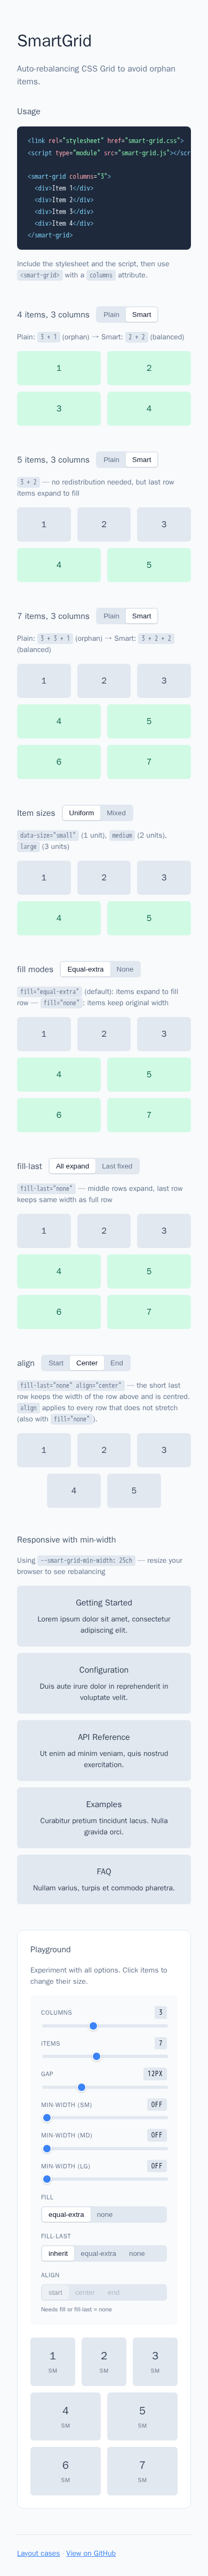 SmartGrid
Auto-rebalancing CSS Grid to avoid orphan
items.
Usage
<link rel="stylesheet" href="smart-grid.css">
<script type="module" src="smart-grid.js"></scr
<smart-grid columns="3">
<div>Item 1</div>
<div>Item 2</div>
<div>Item 3</div>
<div>Item 4</div>
</smart-grid>
Include the stylesheet and the script, then use
<smart-grid> with a columns attribute.
4 items, 3 columns Plain Smart
Plain: 3 + 1 (orphan) → Smart: 2 + 2 (balanced)
1 2
3 4
5 items, 3 columns Plain Smart
3 + 2 — no redistribution needed, but last row
items expand to fill
1 2 3
4 5
7 items, 3 columns Plain Smart
Plain: 3 + 3 + 1 (orphan) → Smart: 3 + 2 + 2
(balanced)
1 2 3
4 5
6 7
Item sizes Uniform Mixed
data-size="small" (1 unit), medium (2 units),
large (3 units)
1 2 3
4 5
fill modes Equal-extra None
fill="equal-extra" (default): items expand to fill
row — fill="none": items keep original width
1 2 3
4 5
6 7
fill-last All expand Last fixed
fill-last="none" — middle rows expand, last row
keeps same width as full row
1 2 3
4 5
6 7
align Start Center End
fill-last="none" align="center" — the short last
row keeps the width of the row above and is centred.
align applies to every row that does not stretch
(also with fill="none").
1 2 3
4 5
Responsive with min-width
Using --smart-grid-min-width: 25ch — resize your
browser to see rebalancing
Getting Started
Lorem ipsum dolor sit amet, consectetur
adipiscing elit.
Configuration
Duis aute irure dolor in reprehenderit in
voluptate velit.
API Reference
Ut enim ad minim veniam, quis nostrud
exercitation.
Examples
Curabitur pretium tincidunt lacus. Nulla
gravida orci.
FAQ
Nullam varius, turpis et commodo pharetra.
Playground
Experiment with all options. Click items to
change their size.
COLUMNS 3
ITEMS 7
GAP 12PX
MIN-WIDTH (SM) OFF
MIN-WIDTH (MD) OFF
MIN-WIDTH (LG) OFF
FILL
equal-extra none
FILL-LAST
inherit equal-extra none
ALIGN
start center end
Needs fill or fill-last = none
1 2 3
SM SM SM
4 5
SM SM
6 7
SM SM
Layout cases · View on GitHub